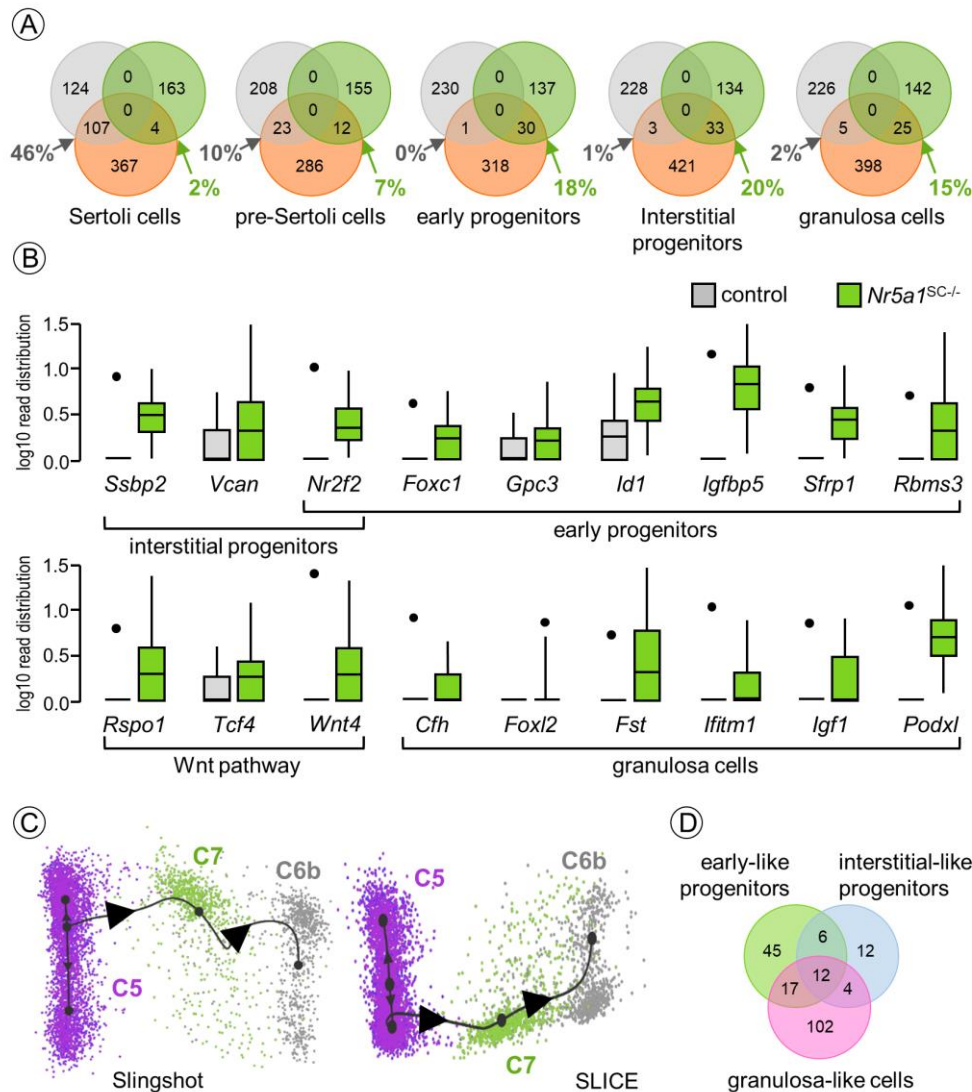 A
124 0 163
0
107 4
46% 367 2%
Sertoli cells
208 0 155
0
23 12
10% 286 7%
pre-Sertoli cells
230 0 137
0
1 30
0% 318 18%
early progenitors
228 0 134
0
3 33
1% 421 20%
Interstitial
progenitors
226 0 142
0
5 25
2% 398 15%
granulosa cells
B
control Nr5a1SC-/-
log10 read distribution
1.5
1.0
0.5
0.0
Ssbp2 Vcan Nr2f2 Foxc1 Gpc3 Id1 Igfbp5 Sfrp1 Rbms3
interstitial progenitors early progenitors
log10 read distribution
1.5
1.0
0.5
0.0
Rspo1 Tcf4 Wnt4 Cfh Foxl2 Fst Ifitm1 Igf1 Podxl
Wnt pathway granulosa cells
C
C7 C6b
C5
Slingshot
C5 C6b
C7
SLICE
D
early-like
progenitors
interstitial-like
progenitors
45 6 12
17 12 4
102
granulosa-like cells